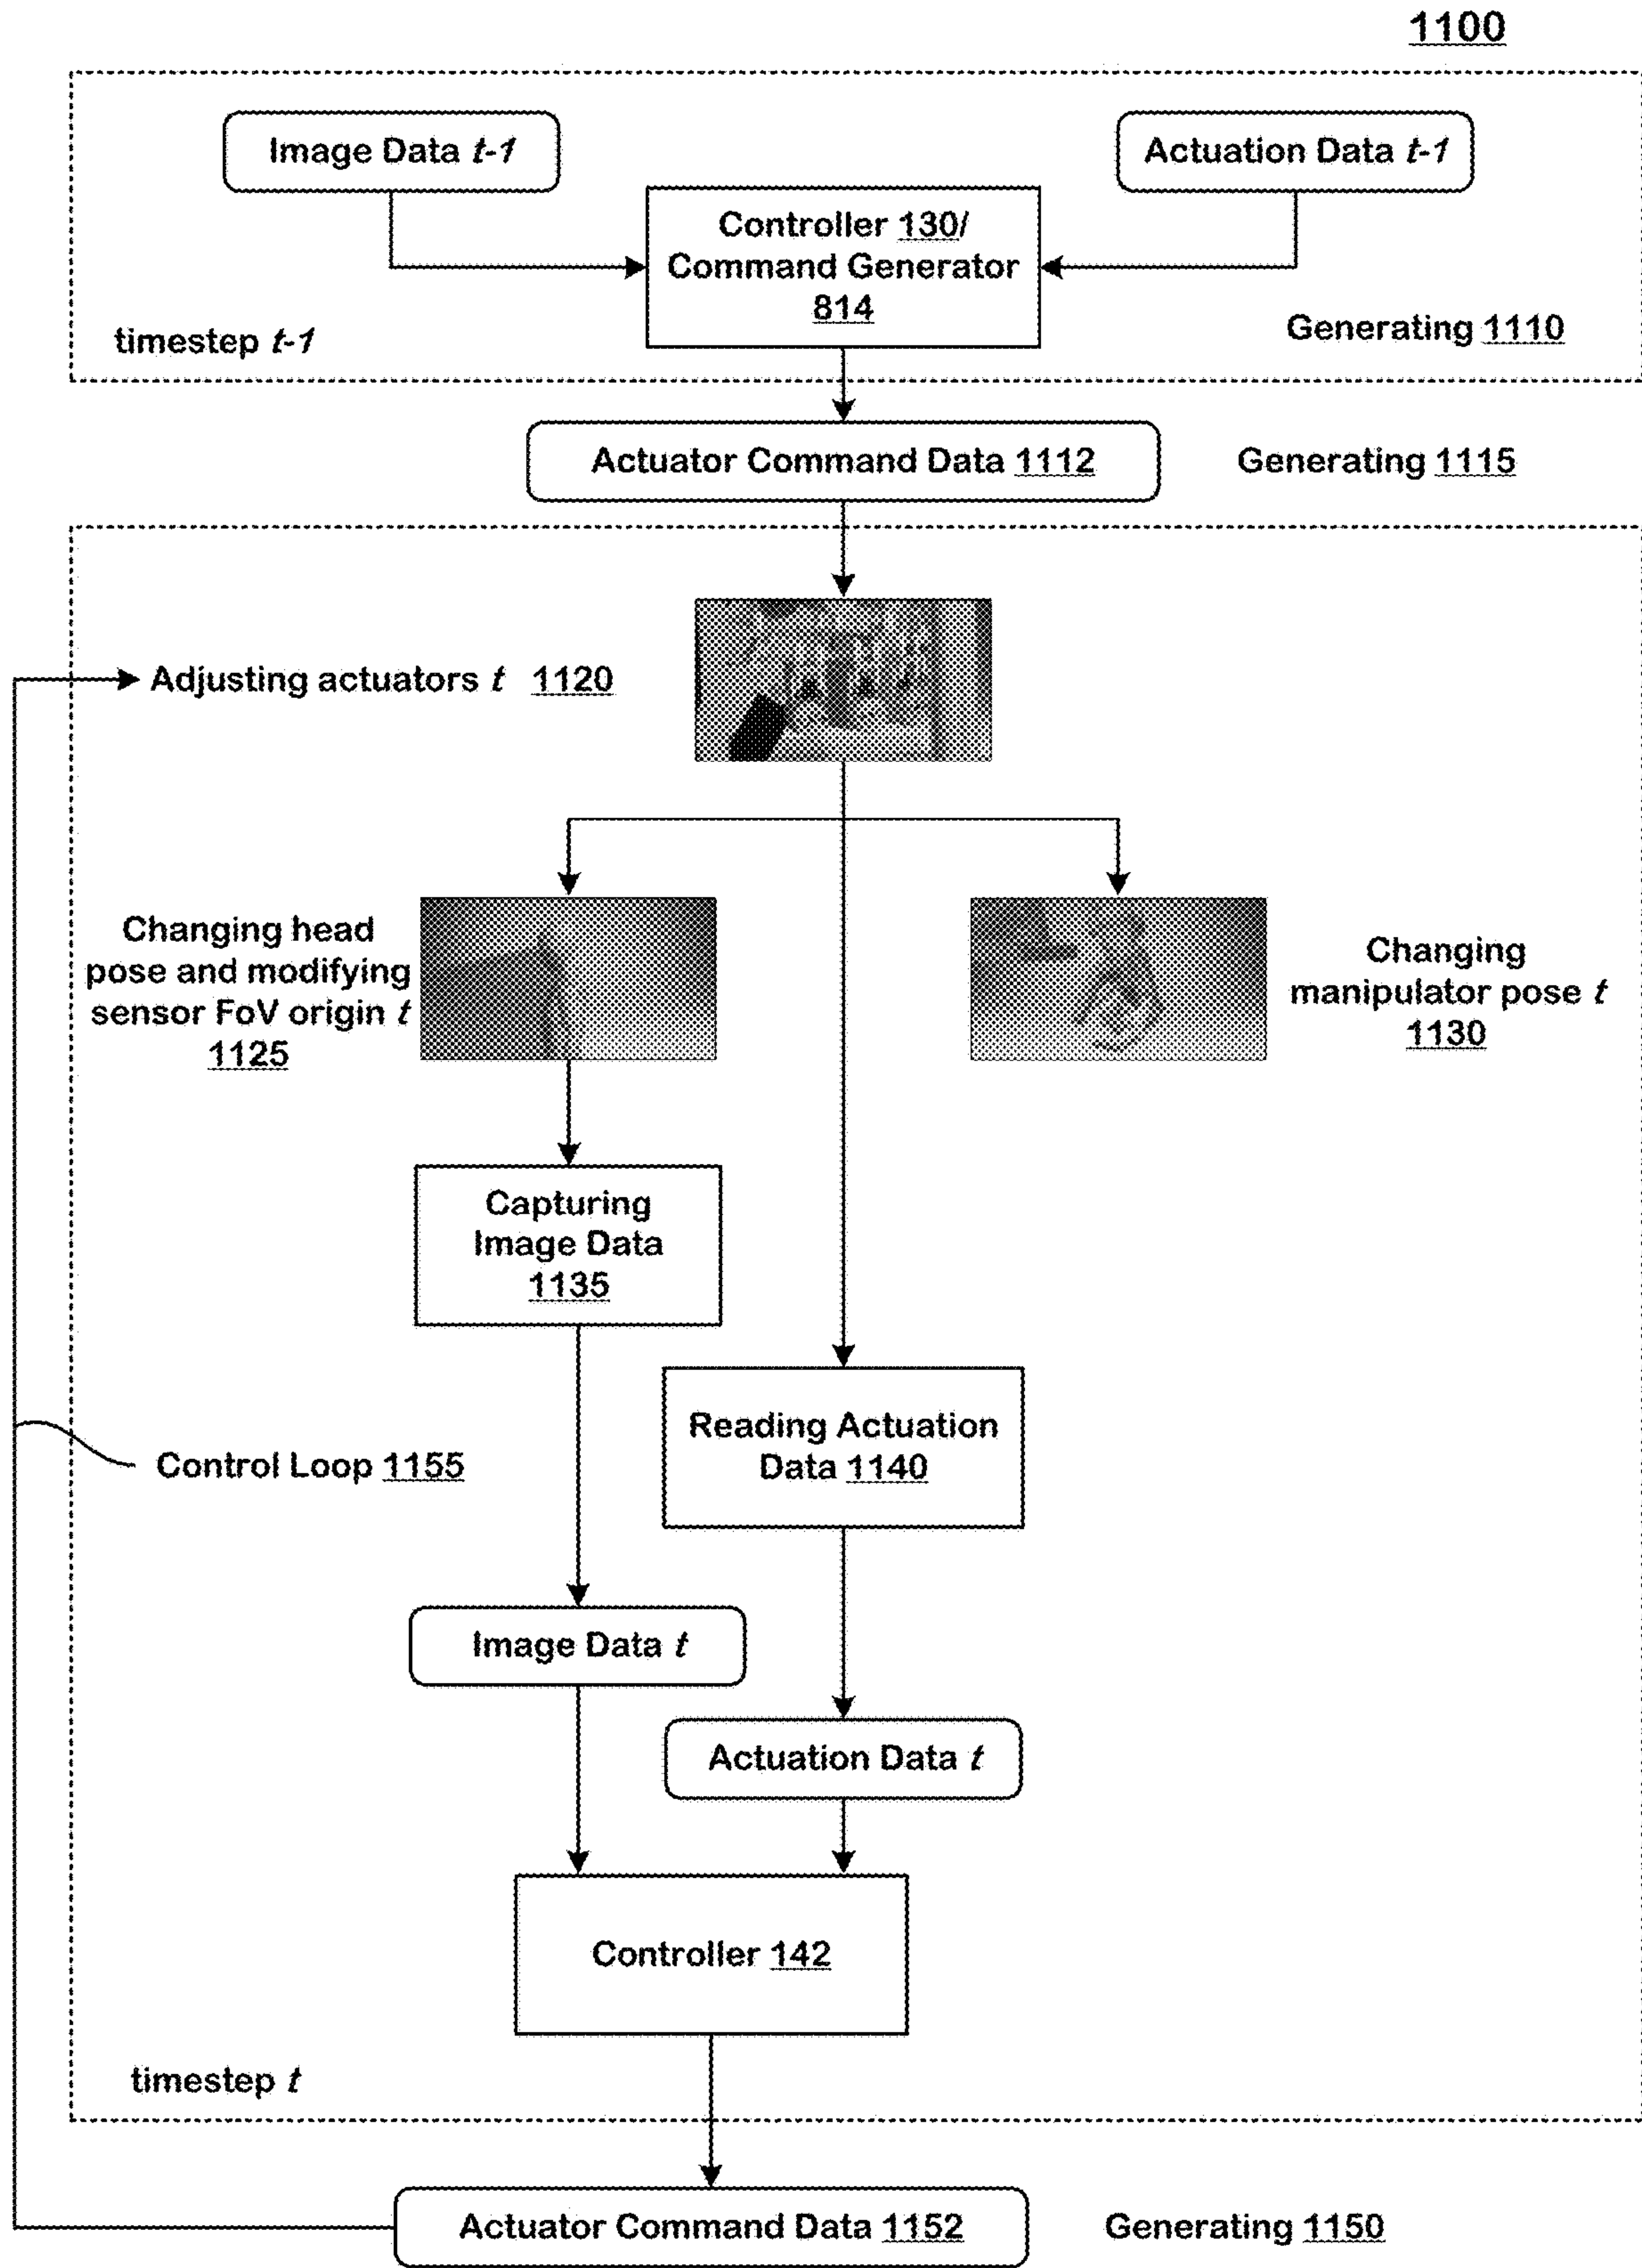 1100
Image Data t-1
Actuation Data t-1
Controller 130/
Command Generator
814
timestep t-1
Generating 1110
Actuator Command Data 1112
Generating 1115
Adjusting actuators t 1120
Changing head
pose and modifying
sensor FoV origin t
1125
Changing
manipulator pose t
1130
Capturing
Image Data
1135
Reading Actuation
Data 1140
Control Loop 1155
Image Data t
Actuation Data t
Controller 142
timestep t
Actuator Command Data 1152
Generating 1150